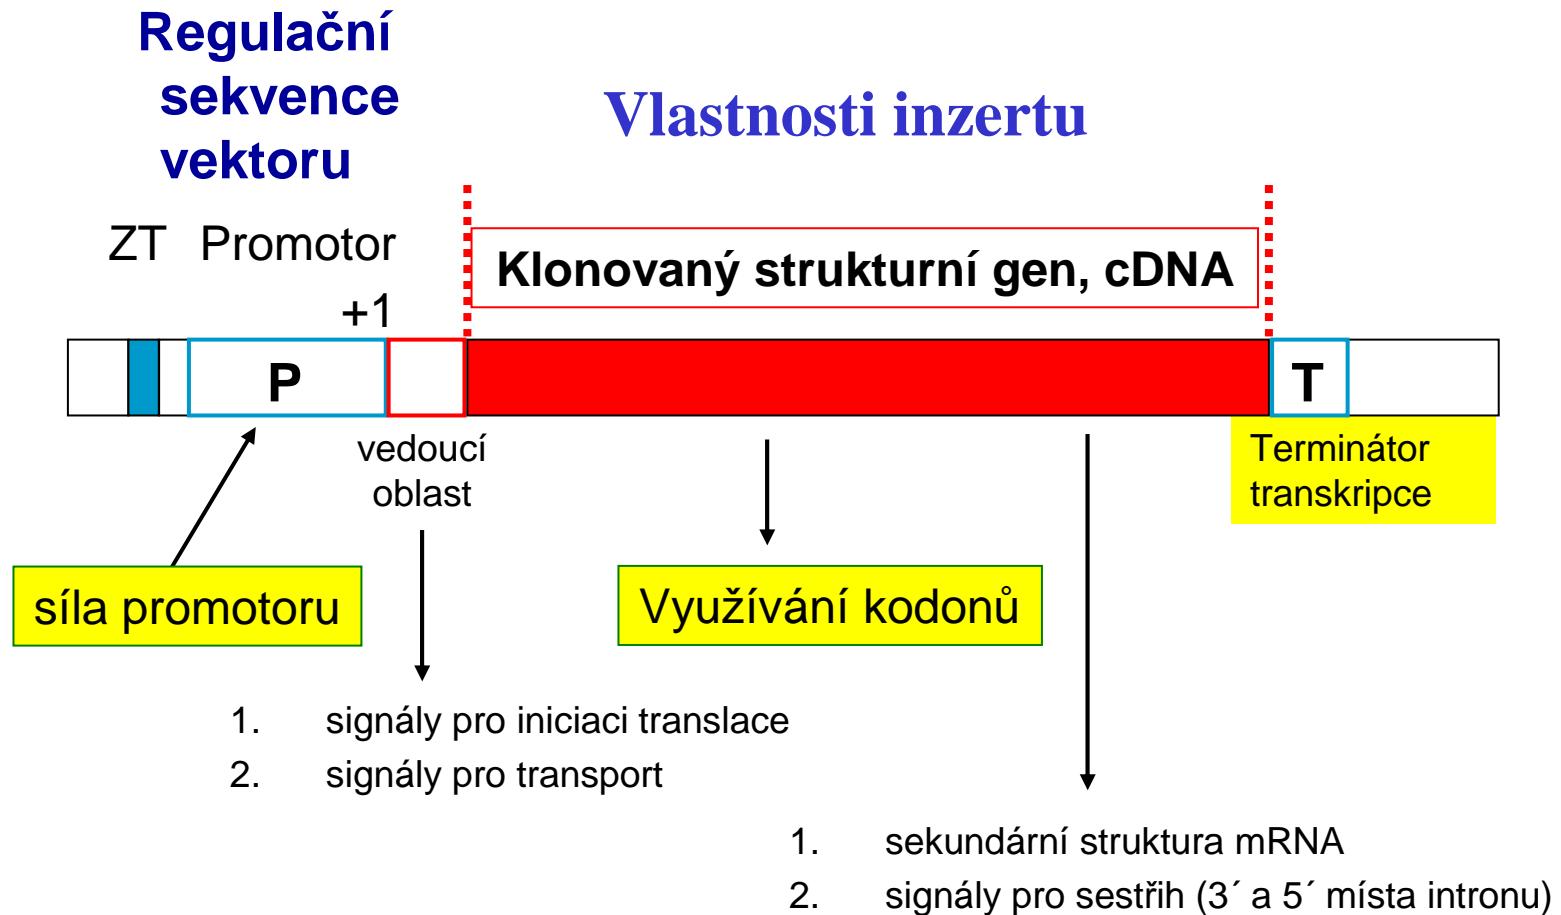 Regulační
sekvence
vektoru
Vlastnosti inzertu
ZT Promotor
+1
Klonovaný strukturní gen, cDNA
P
T
vedoucí
oblast
Terminátor
transkripce
síla promotoru
Využívání kodonů
1. signály pro iniciaci translace
2. signály pro transport
1. sekundární struktura mRNA
2. signály pro sestřih (3´ a 5´ místa intronu)